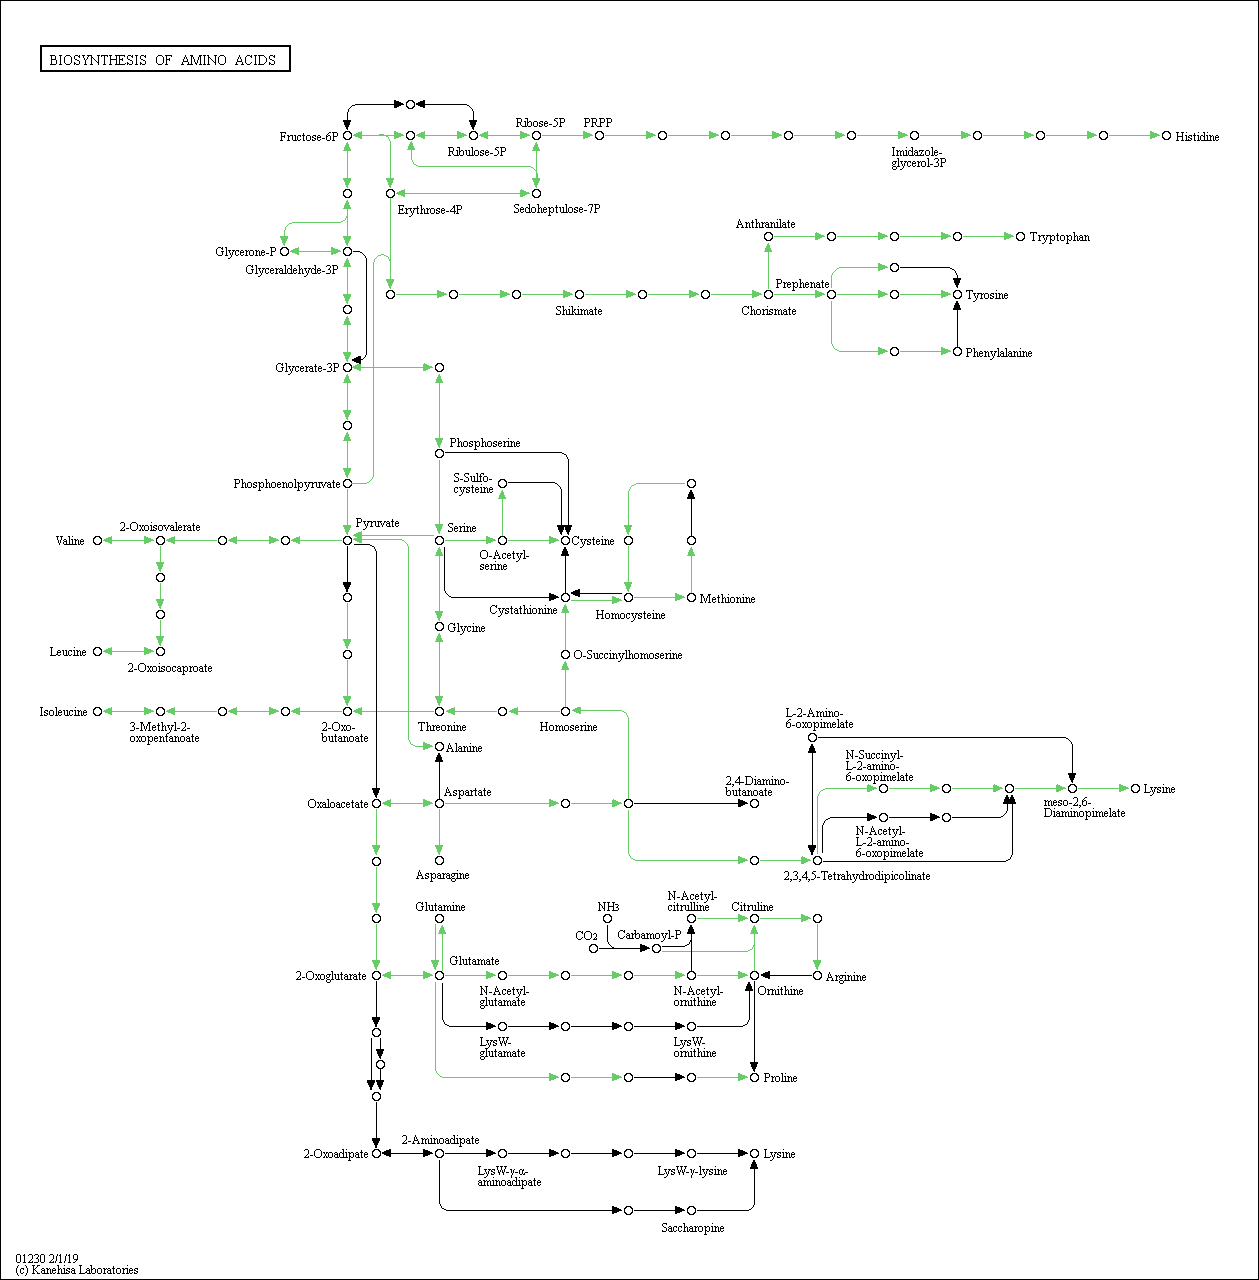 BIOSYNTHESIS OF AMINO ACIDS
Fructose-6P
Ribose-5P
PRPP
Ribulose-5P
Histidine
Imidazole-
glycerol-3P
Erythrose-4P
Sedoheptulose-7P
Glycerone-P
Glyceraldehyde-3P
Anthranilate
Tryptophan
Prephenate
Tyrosine
Shikimate
Chorismate
Phenylalanine
Glycerate-3P
Phosphoserine
S-Sulfo-
cysteine
Phosphoenolpyruvate
2-Oxoisovalerate
Pyruvate
Serine
Valine
Cysteine
O-Acetyl-
serine
Cystathionine
Homocysteine
Methionine
Glycine
Leucine
2-Oxoisocaproate
O-Succinylhomoserine
Isoleucine
3-Methyl-2-
oxopentanoate
2-Oxo-
butanoate
Threonine
Homoserine
Alanine
L-2-Amino-
6-oxopimelate
N-Succinyl-
L-2-amino-
6-oxopimelate
2,4-Diamino-
butanoate
Aspartate
Oxaloacetate
Lysine
meso-2,6-
Diaminopimelate
N-Acetyl-
L-2-amino-
6-oxopimelate
Asparagine
2,3,4,5-Tetrahydrodipicolinate
Glutamine
NH3
N-Acetyl-
citrulline
Citruline
CO2
Carbamoyl-P
Glutamate
2-Oxoglutarate
N-Acetyl-
glutamate
N-Acetyl-
ornithine
Ornithine
Arginine
LysW-
glutamate
LysW-
ornithine
Proline
2-Aminoadipate
2-Oxoadipate
Lysine
LysW-γ-α-
aminoadipate
LysW-γ-lysine
Saccharopine
01230 2/1/19
(c) Kanehisa Laboratories